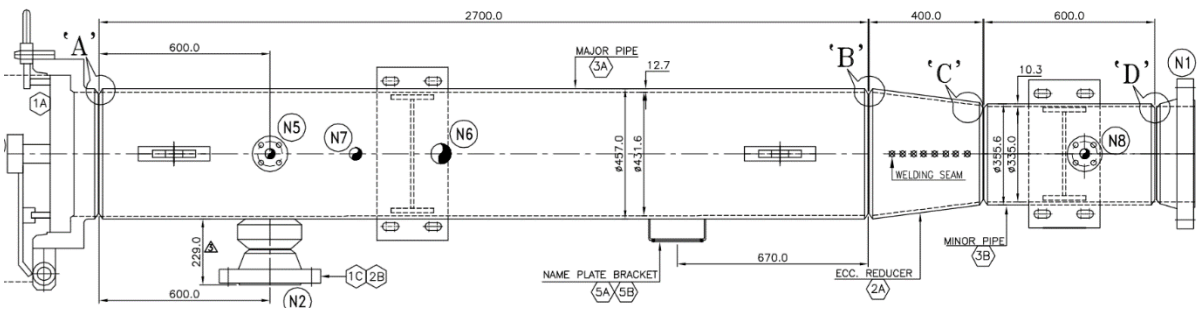 2700.0
400.0
600.0
'A'
600.0
MAJOR PIPE
3A
12.7
'B'
'C'
10.3
'D'
N1
1A
N5
N7
N6
ø457.0
ø431.6
WELDING SEAM
ø355.6
ø335.0
N8
229.0
3
1C
2B
NAME PLATE BRACKET
5A
5B
670.0
ECC. REDUCER
2A
MINOR PIPE
3B
600.0
N2